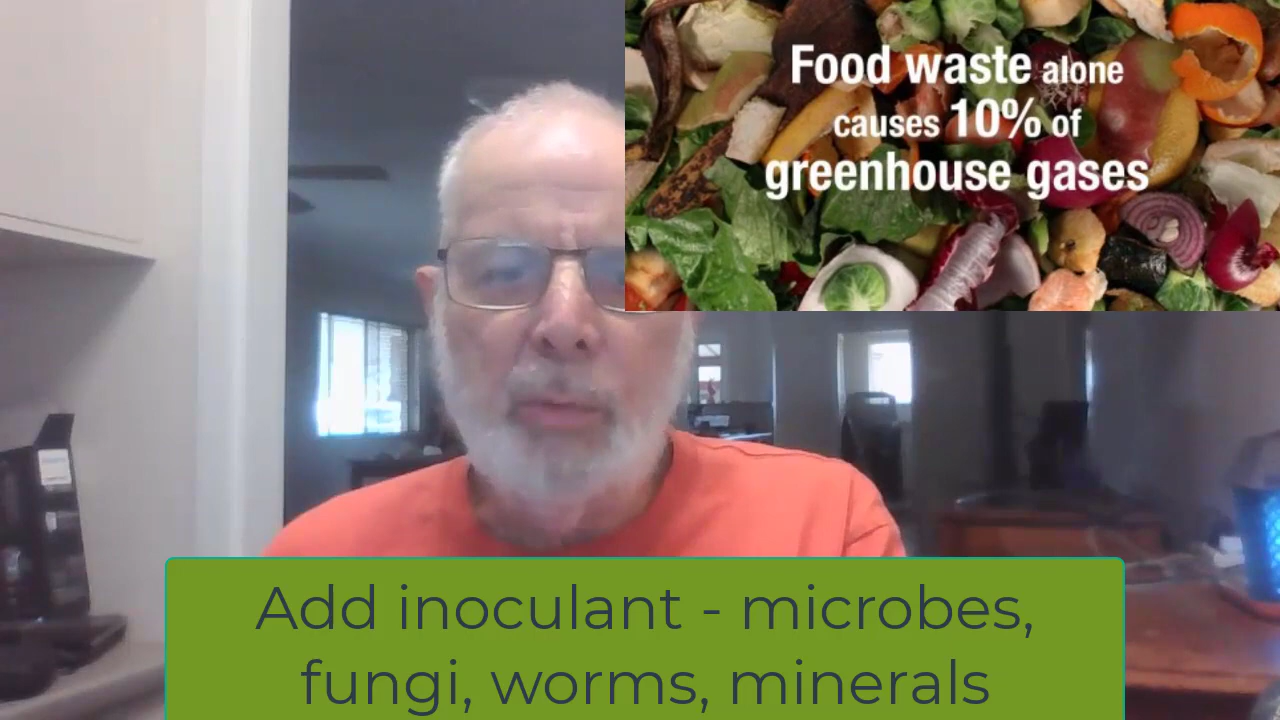 Food waste alone
causes 10% of
greenhouse gases
Add inoculant - microbes,
fungi, worms, minerals